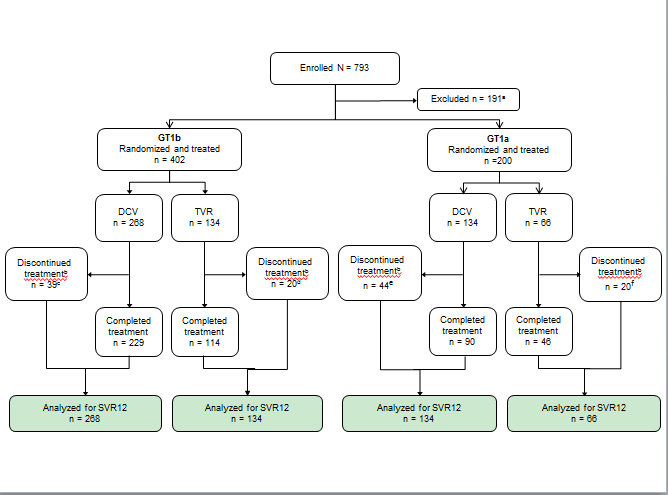 Enrolled N = 793
Excluded n = 191ª
GT1b
Randomized and treated
n = 402
GT1a
Randomized and treated
n =200
DCV
n = 268
TVR
n = 134
DCV
n = 134
TVR
n = 66
Discontinued
treatmentᵇ
n = 39ᶜ
Discontinued
treatmentᵇ
n = 20ᵈ
Discontinued
treatmentᵇ
n = 44ᵉ
Discontinued
treatmentᵇ
n = 20ᶠ
Completed
treatment
n = 229
Completed
treatment
n = 114
Completed
treatment
n = 90
Completed
treatment
n = 46
Analyzed for SVR12
n = 268
Analyzed for SVR12
n = 134
Analyzed for SVR12
n = 134
Analyzed for SVR12
n = 66